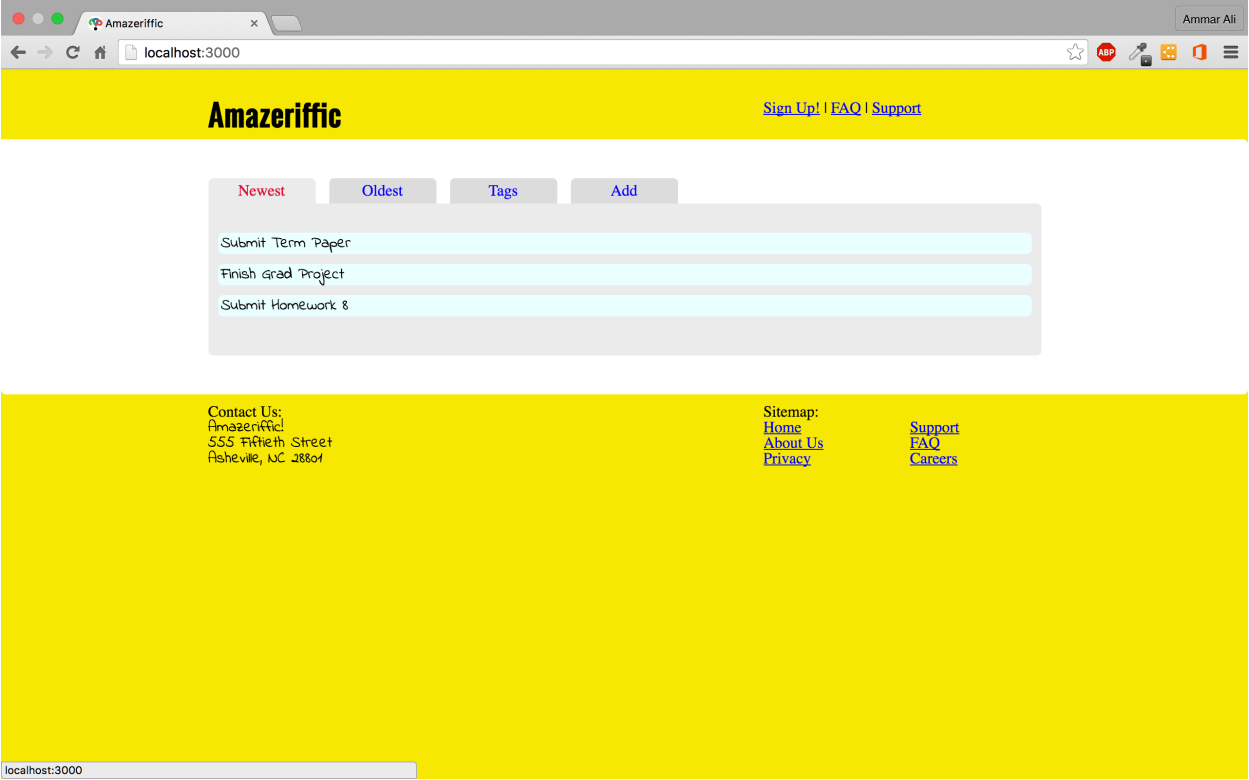 Amazeriffic
Ammar Ali
localhost:3000
ABP
Amazeriffic
Sign Up! | FAQ | Support
Newest Oldest Tags Add
Submit Term Paper
Finish Grad Project
Submit Homework 8
Contact Us:
Amazeriffic!
555 Fiftieth Street
Asheville, NC 28801
Sitemap:
Home Support
About Us FAQ
Privacy Careers
localhost:3000